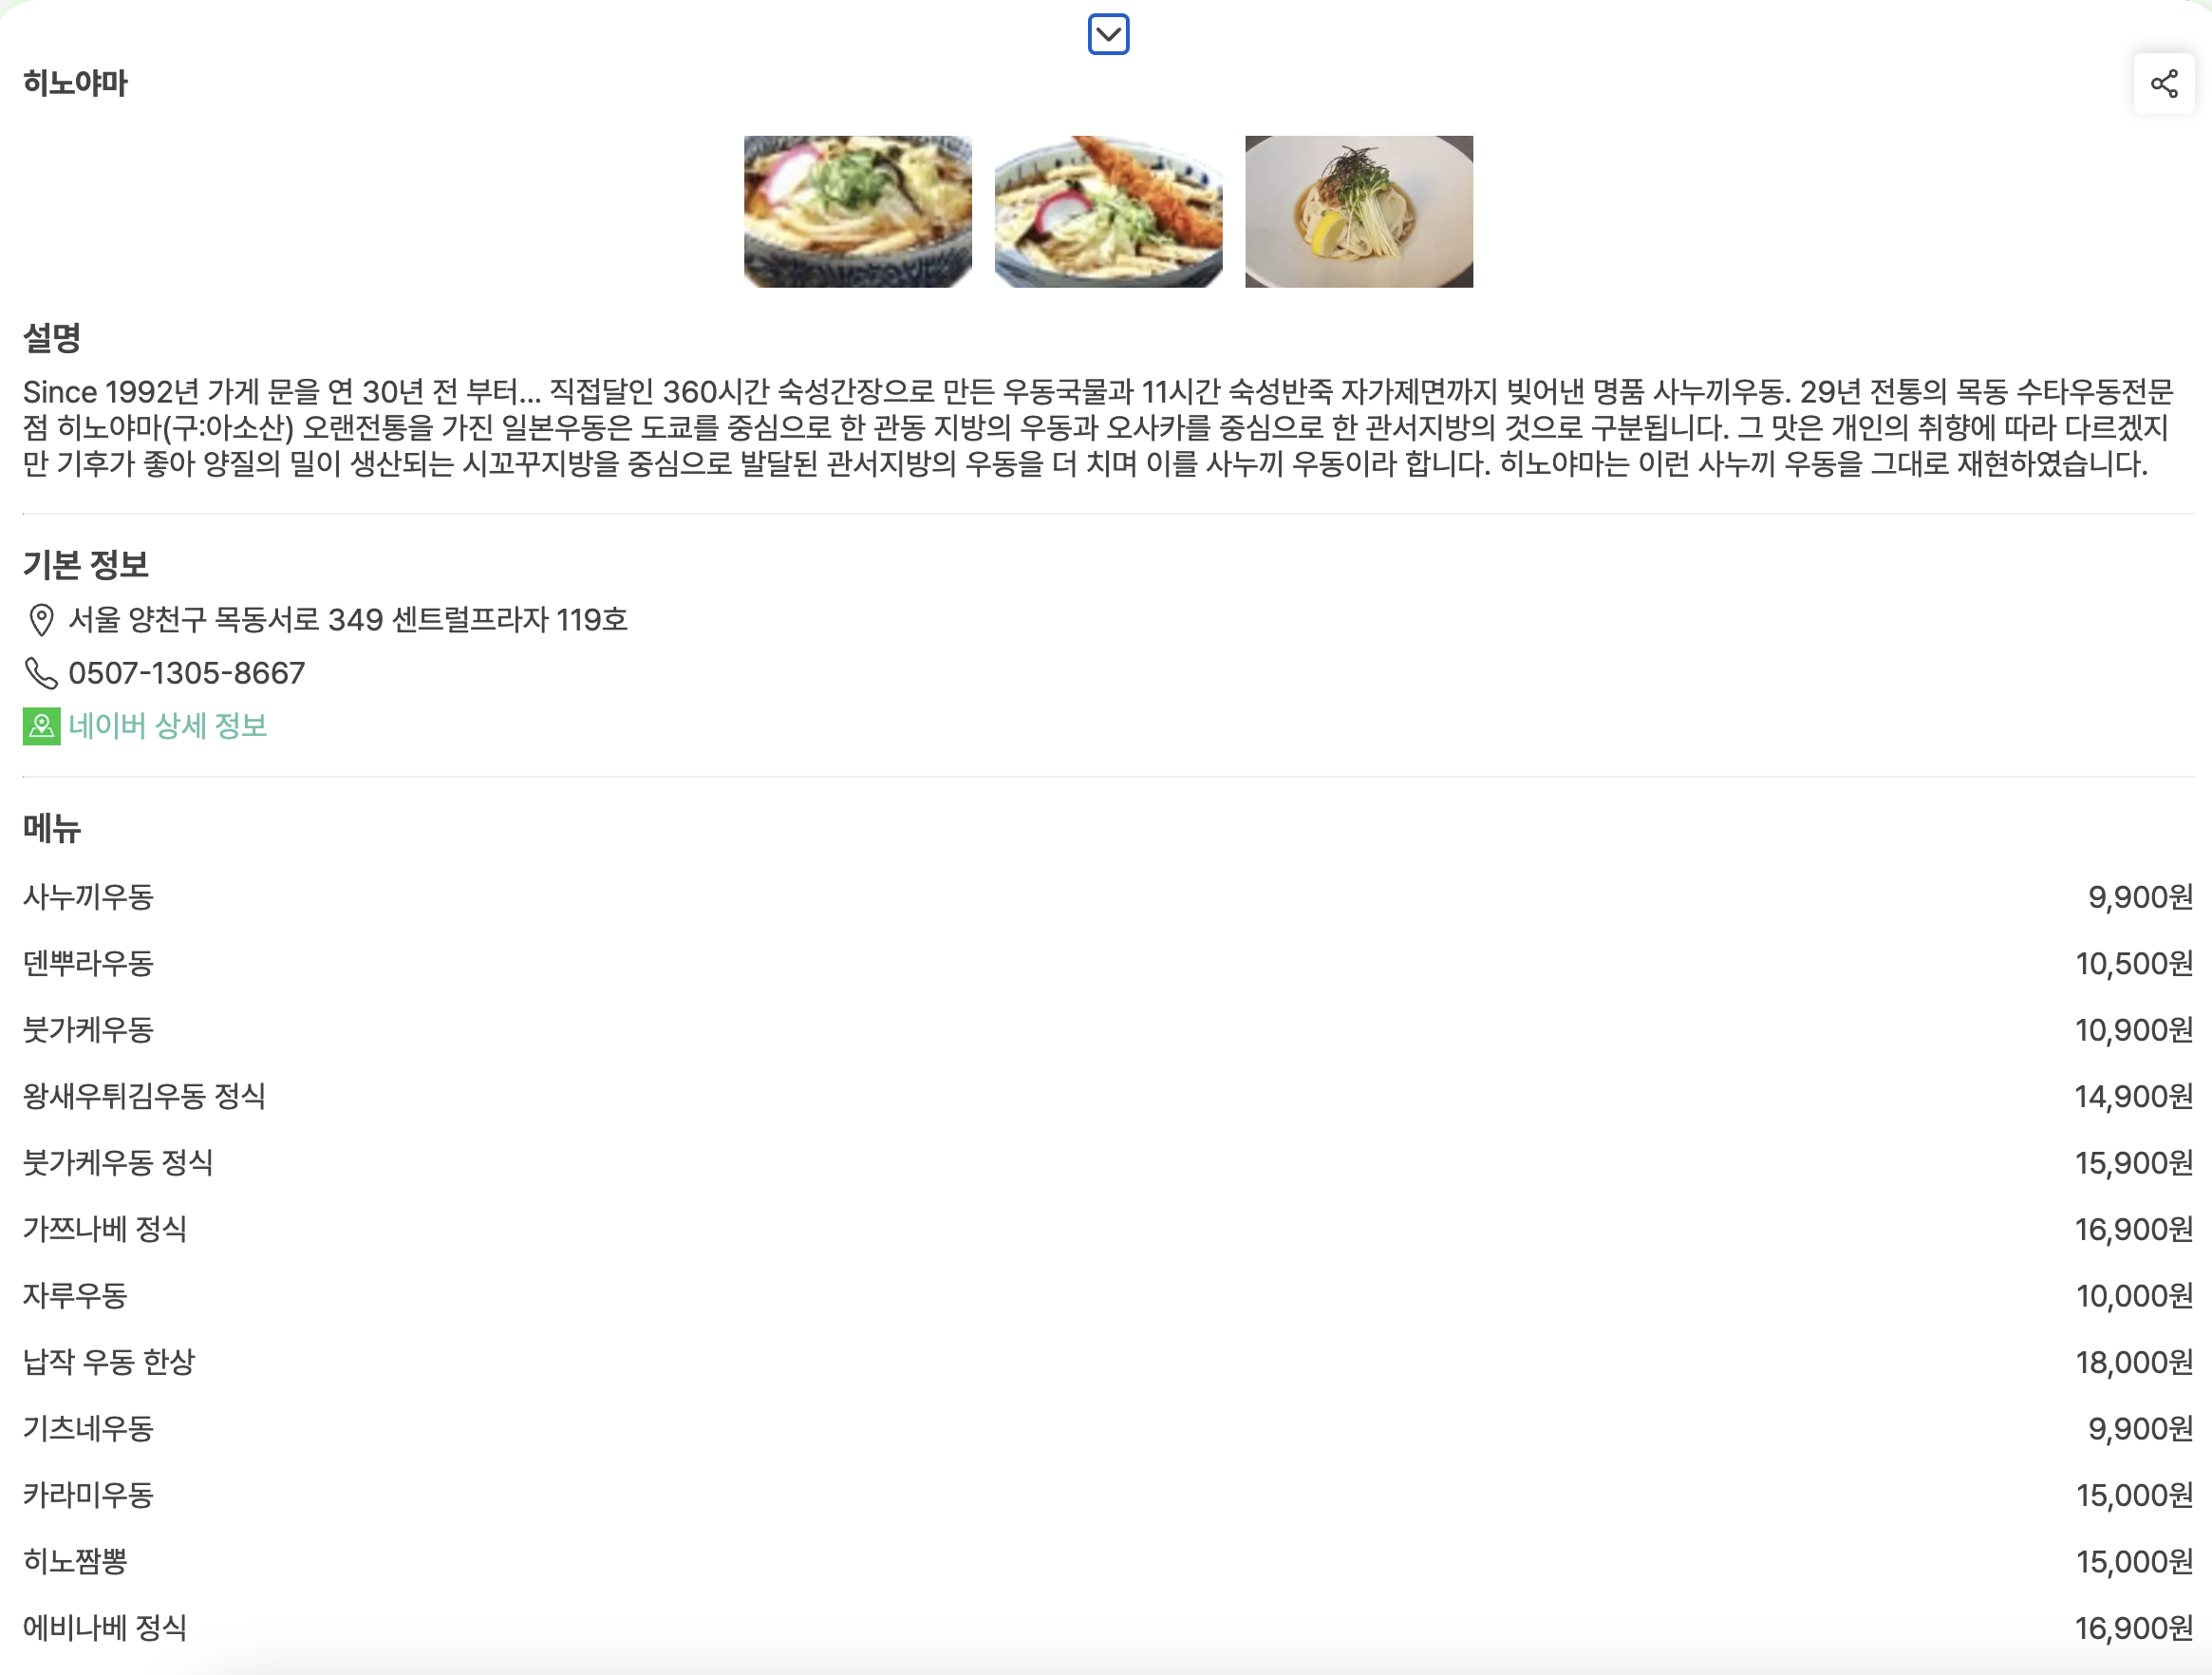 히노야마
설명
Since 1992년 가게 문을 연 30년 전 부터... 직접달인 360시간 숙성간장으로 만든 우동국물과 11시간 숙성반죽 자가제면까지 빚어낸 명품 사누끼우동. 29년 전통의 목동 수타우동전문
점 히노야마(구:아소산) 오랜전통을 가진 일본우동은 도쿄를 중심으로 한 관동 지방의 우동과 오사카를 중심으로 한 관서지방의 것으로 구분됩니다. 그 맛은 개인의 취향에 따라 다르겠지
만 기후가 좋아 양질의 밀이 생산되는 시꼬꾸지방을 중심으로 발달된 관서지방의 우동을 더 치며 이를 사누끼 우동이라 합니다. 히노야마는 이런 사누끼 우동을 그대로 재현하였습니다.
기본 정보
서울 양천구 목동서로 349 센트럴프라자 119호
0507-1305-8667
네이버 상세 정보
메뉴
사누끼우동 9,900원
덴뿌라우동 10,500원
붓가케우동 10,900원
왕새우튀김우동 정식 14,900원
붓가케우동 정식 15,900원
가쯔나베 정식 16,900원
자루우동 10,000원
납작 우동 한상 18,000원
기츠네우동 9,900원
카라미우동 15,000원
히노짬뽕 15,000원
에비나베 정식 16,900원